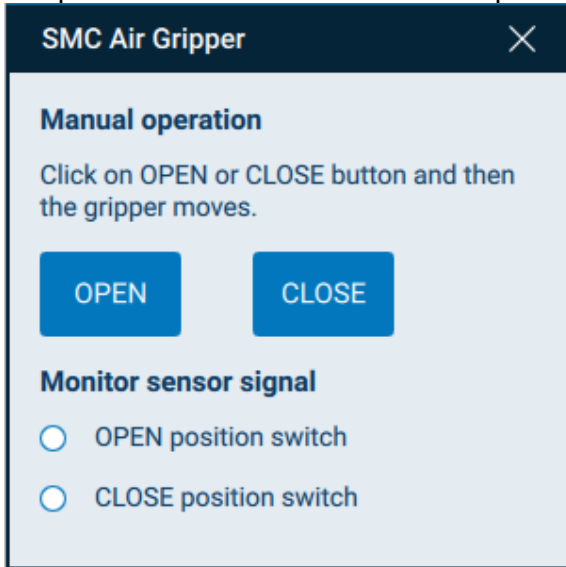 SMC Air Gripper
Manual operation
Click on OPEN or CLOSE button and then
the gripper moves.
OPEN CLOSE
Monitor sensor signal
OPEN position switch
CLOSE position switch